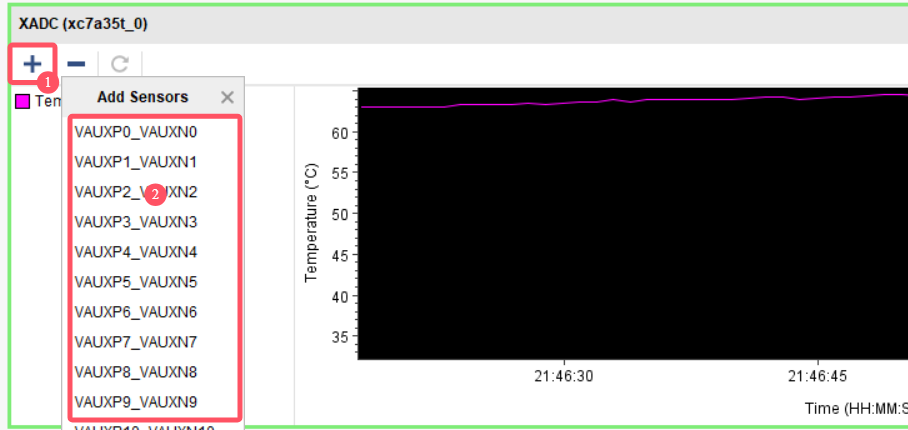 XADC (xc7a35t_0)
1
Tem
Add Sensors
VAUXP0_VAUXN0
VAUXP1_VAUXN1
VAUXP2_VAUXN2
2
VAUXP3_VAUXN3
VAUXP4_VAUXN4
VAUXP5_VAUXN5
VAUXP6_VAUXN6
VAUXP7_VAUXN7
VAUXP8_VAUXN8
VAUXP9_VAUXN9
VAUXP10_VAUXN10
Temperature (°C)
60
55
50
45
40
35
21:46:30
21:46:45
Time (HH:MM:S